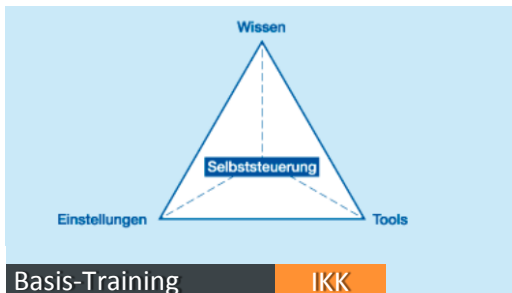 Wissen
Selbststeuerung
Einstellungen Tools
Basis-Training IKK